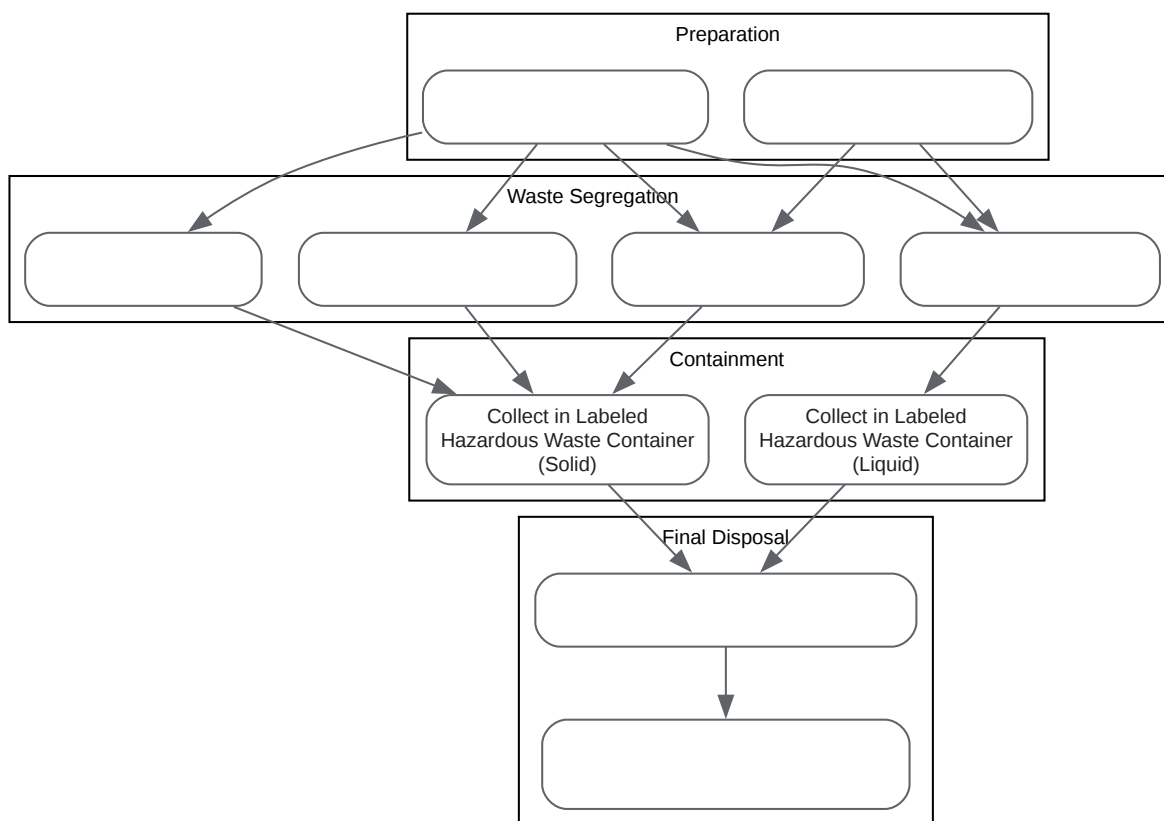 Preparation
Waste Segregation
Containment
Collect in Labeled
Hazardous Waste Container
(Solid)
Collect in Labeled
Hazardous Waste Container
(Liquid)
Final Disposal